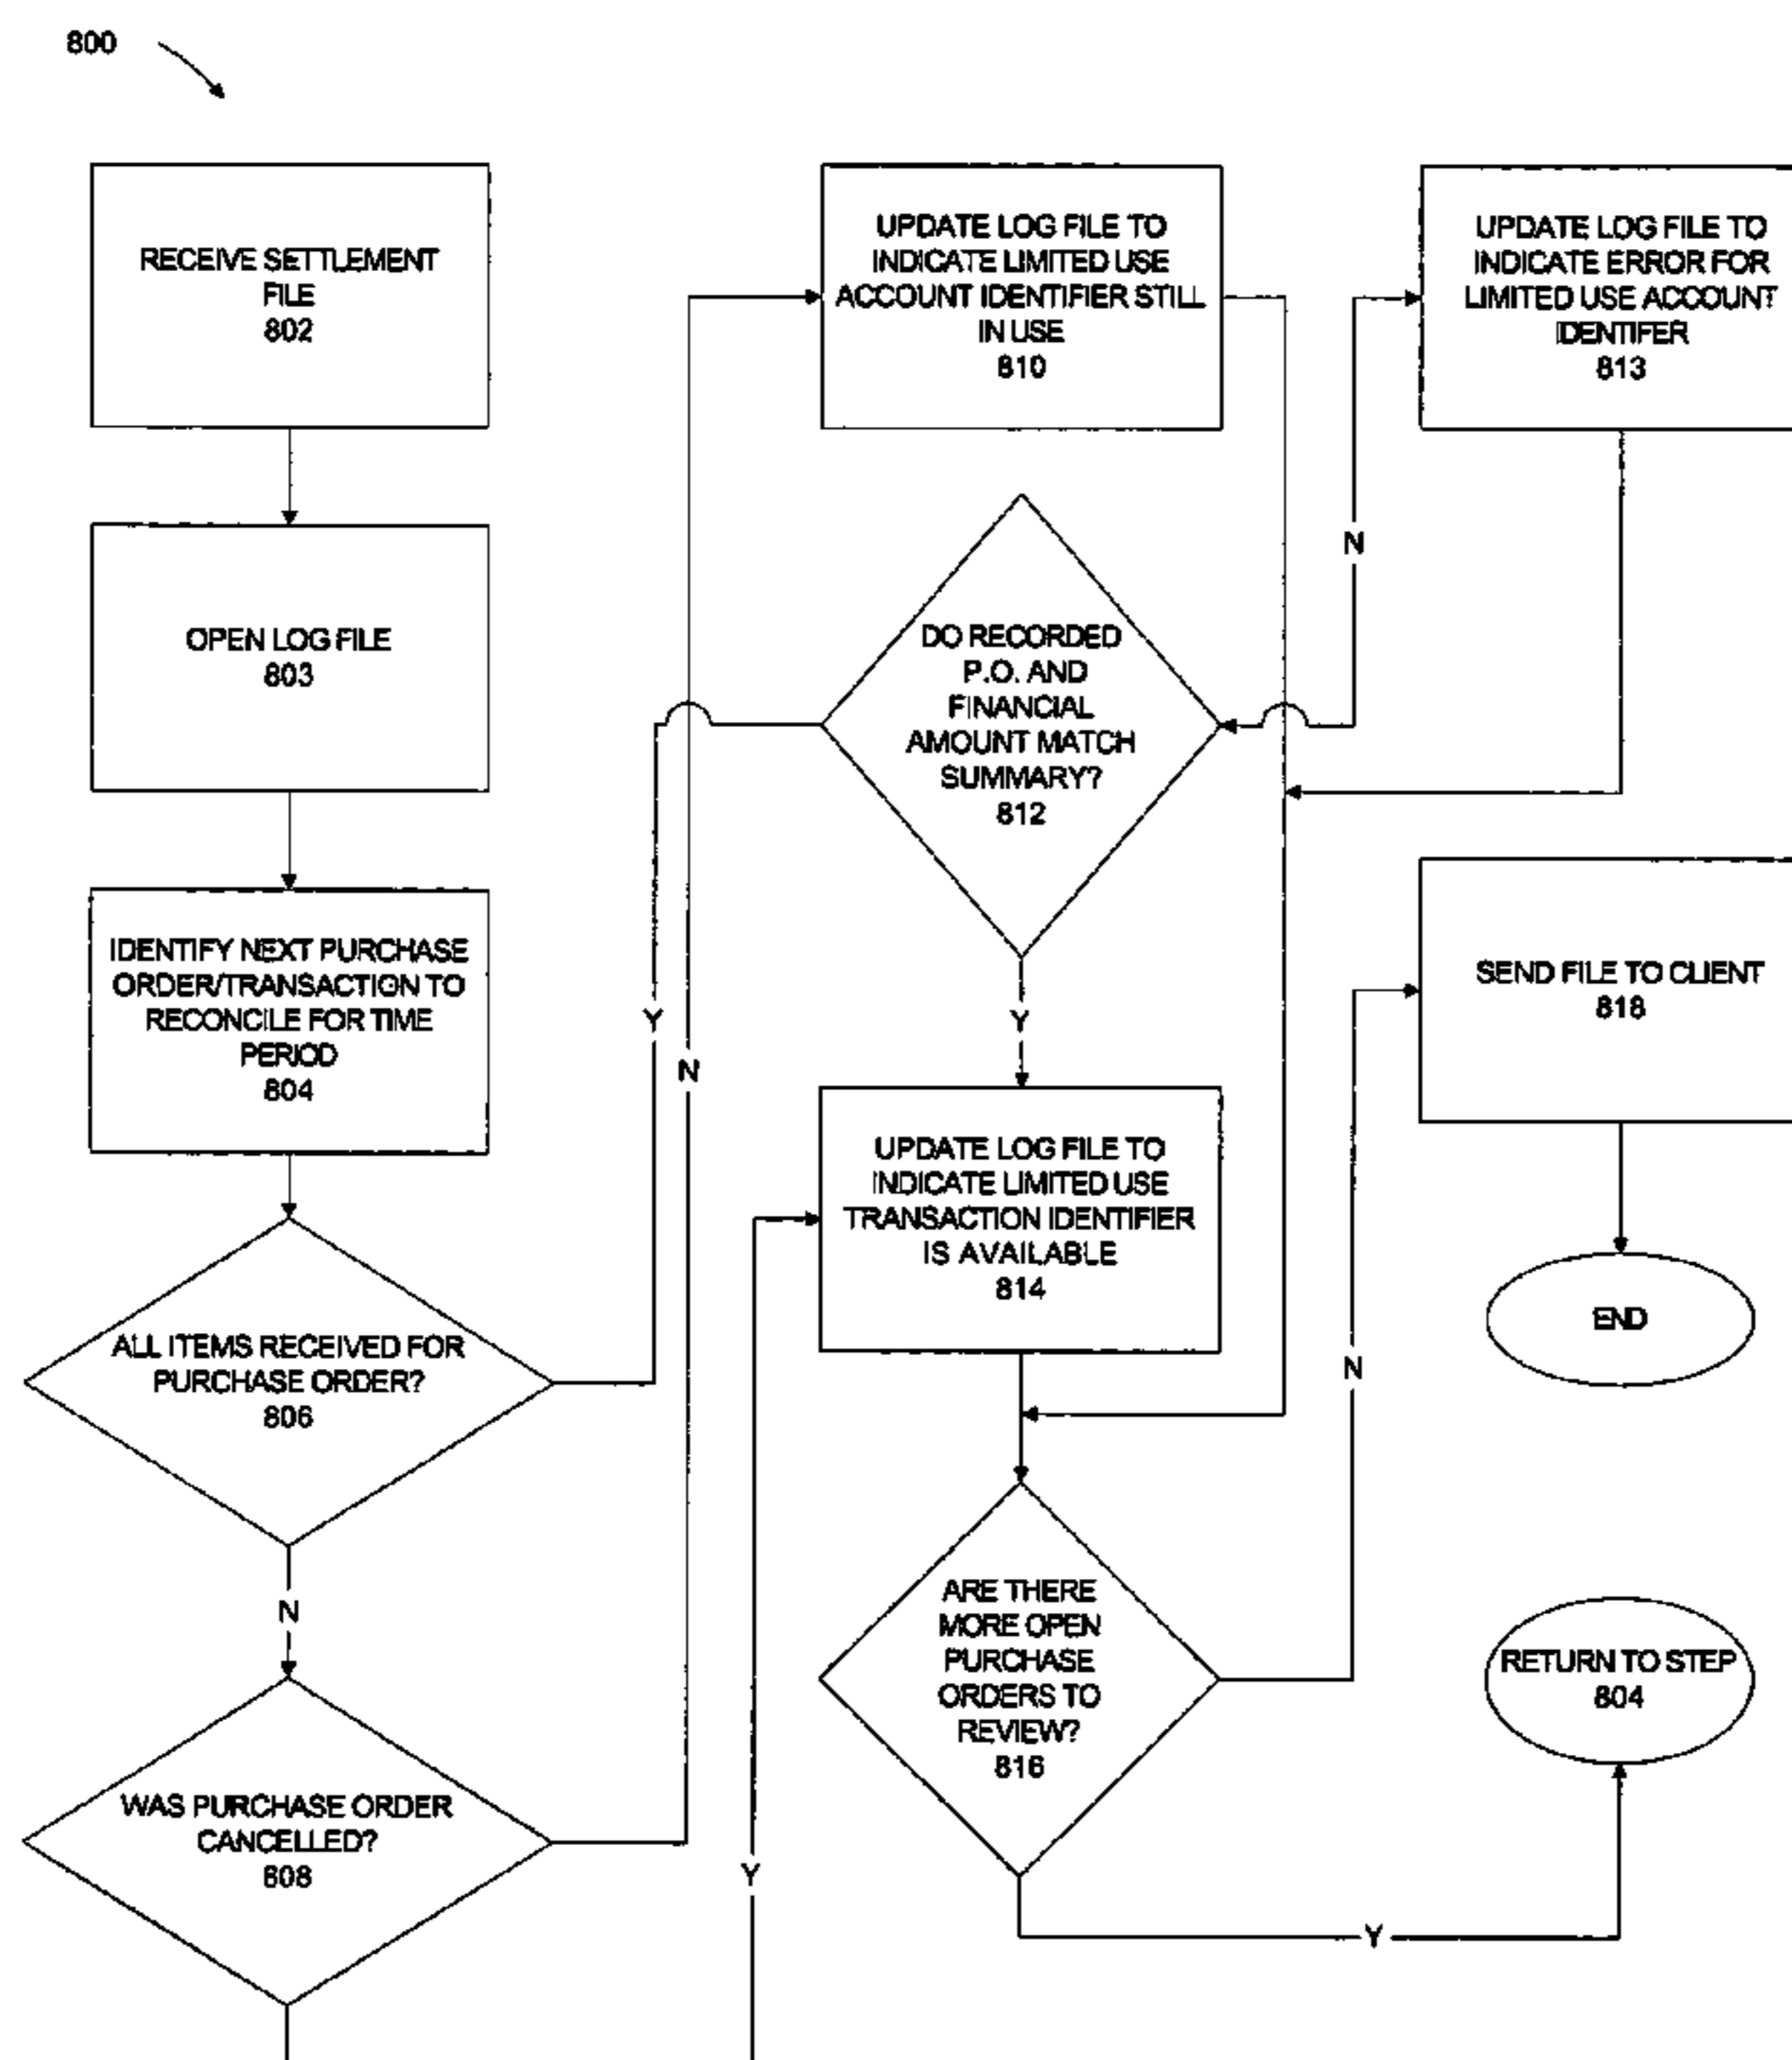 800
RECEIVE SETTLEMENT
FILE
802
OPEN LOG FILE
803
IDENTIFY NEXT PURCHASE
ORDER/TRANSACTION TO
RECONCILE FOR TIME
PERIOD
804
ALL ITEMS RECEIVED FOR
PURCHASE ORDER?
806
N
WAS PURCHASE ORDER
CANCELLED?
808
Y
N
Y
UPDATE LOG FILE TO
INDICATE LIMITED USE
ACCOUNT IDENTIFIER STILL
IN USE
810
DO RECORDED
P.O. AND
FINANCIAL
AMOUNT MATCH
SUMMARY?
812
Y
UPDATE LOG FILE TO
INDICATE LIMITED USE
TRANSACTION IDENTIFIER
IS AVAILABLE
814
ARE THERE
MORE OPEN
PURCHASE
ORDERS TO
REVIEW?
816
N
N
Y
UPDATE LOG FILE TO
INDICATE ERROR FOR
LIMITED USE ACCOUNT
IDENTIFER
813
SEND FILE TO CLIENT
818
END
RETURN TO STEP
804